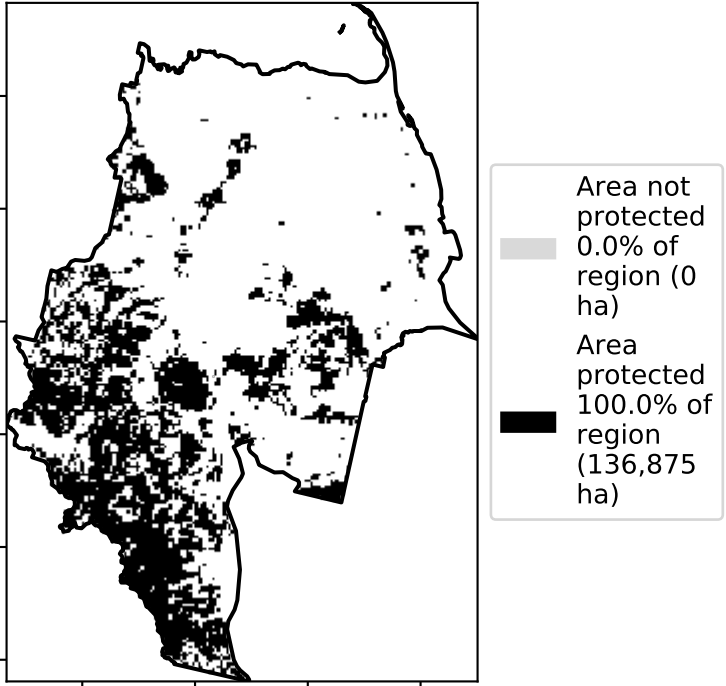 Area not
protected
0.0% of
region (0
ha)
Area
protected
100.0% of
region
(136,875
ha)